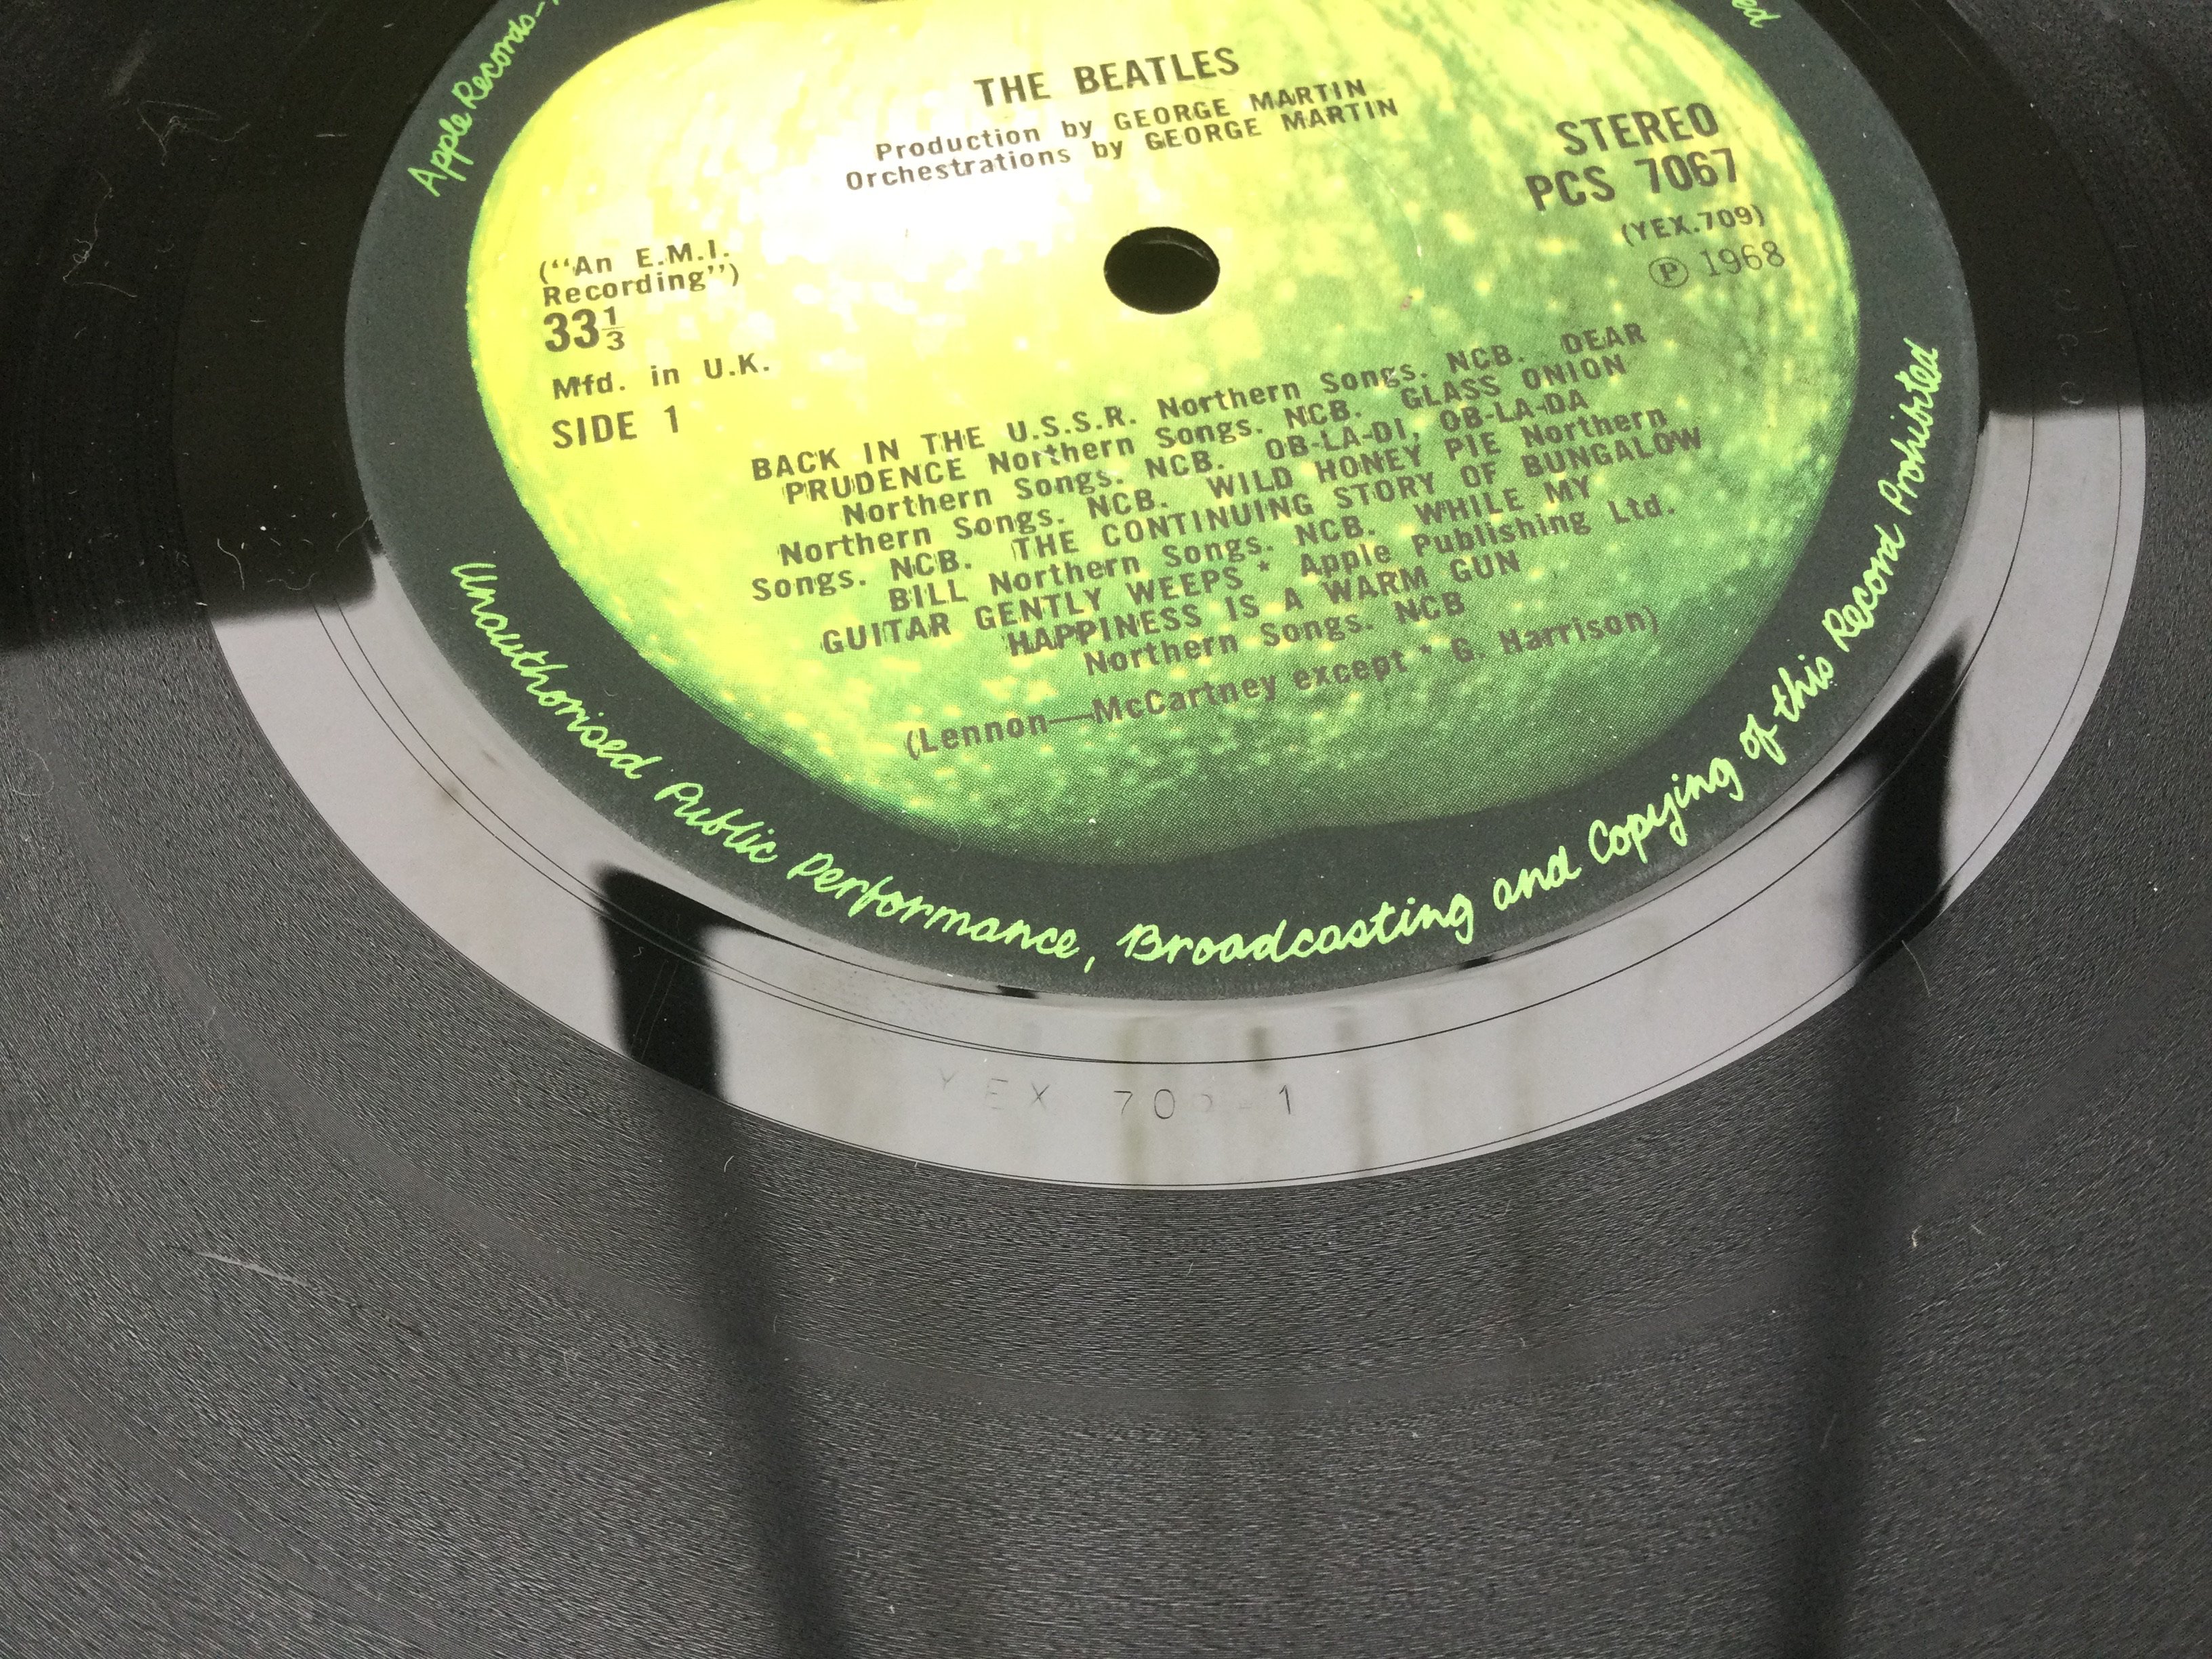 Apple Records
ed
THE BEATLES
Production by GEORGE MARTIN
Orchestrations by GEORGE MARTIN
STEREO
PCS 7067
(YEX.709)
Ⓟ 1968
(“An E.M.I.
Recording”)
33⅓
Mfd. in U.K.
SIDE 1
BACK IN THE U.S.S.R. Northern Songs. NCB. DEAR
PRUDENCE Northern Songs. NCB. GLASS ONION
Northern Songs. NCB. OB-LA-DI, OB-LA-DA
Northern Songs. NCB. WILD HONEY PIE Northern
Songs. NCB. THE CONTINUING STORY OF BUNGALOW
BILL Northern Songs. NCB. WHILE MY
GUITAR GENTLY WEEPS * Apple Publishing Ltd.
HAPPINESS IS A WARM GUN
Northern Songs. NCB
(Lennon—McCartney except * G. Harrison)
Unauthorised Public Performance, Broadcasting and Copying of this Record Prohibited
YEX 709-1